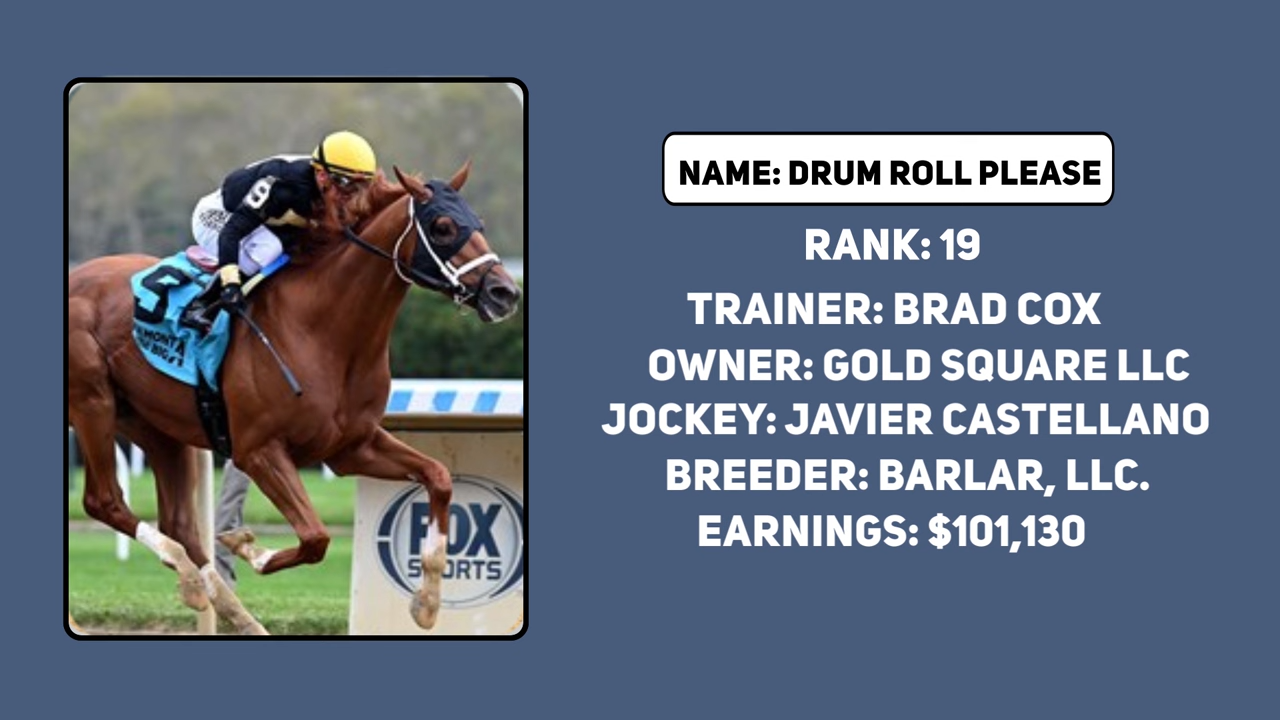 NAME: DRUM ROLL PLEASE
RANK: 19
TRAINER: BRAD COX
OWNER: GOLD SQUARE LLC
JOCKEY: JAVIER CASTELLANO
BREEDER: BARLAR, LLC.
EARNINGS: $101,130
9
FOX
SPORTS